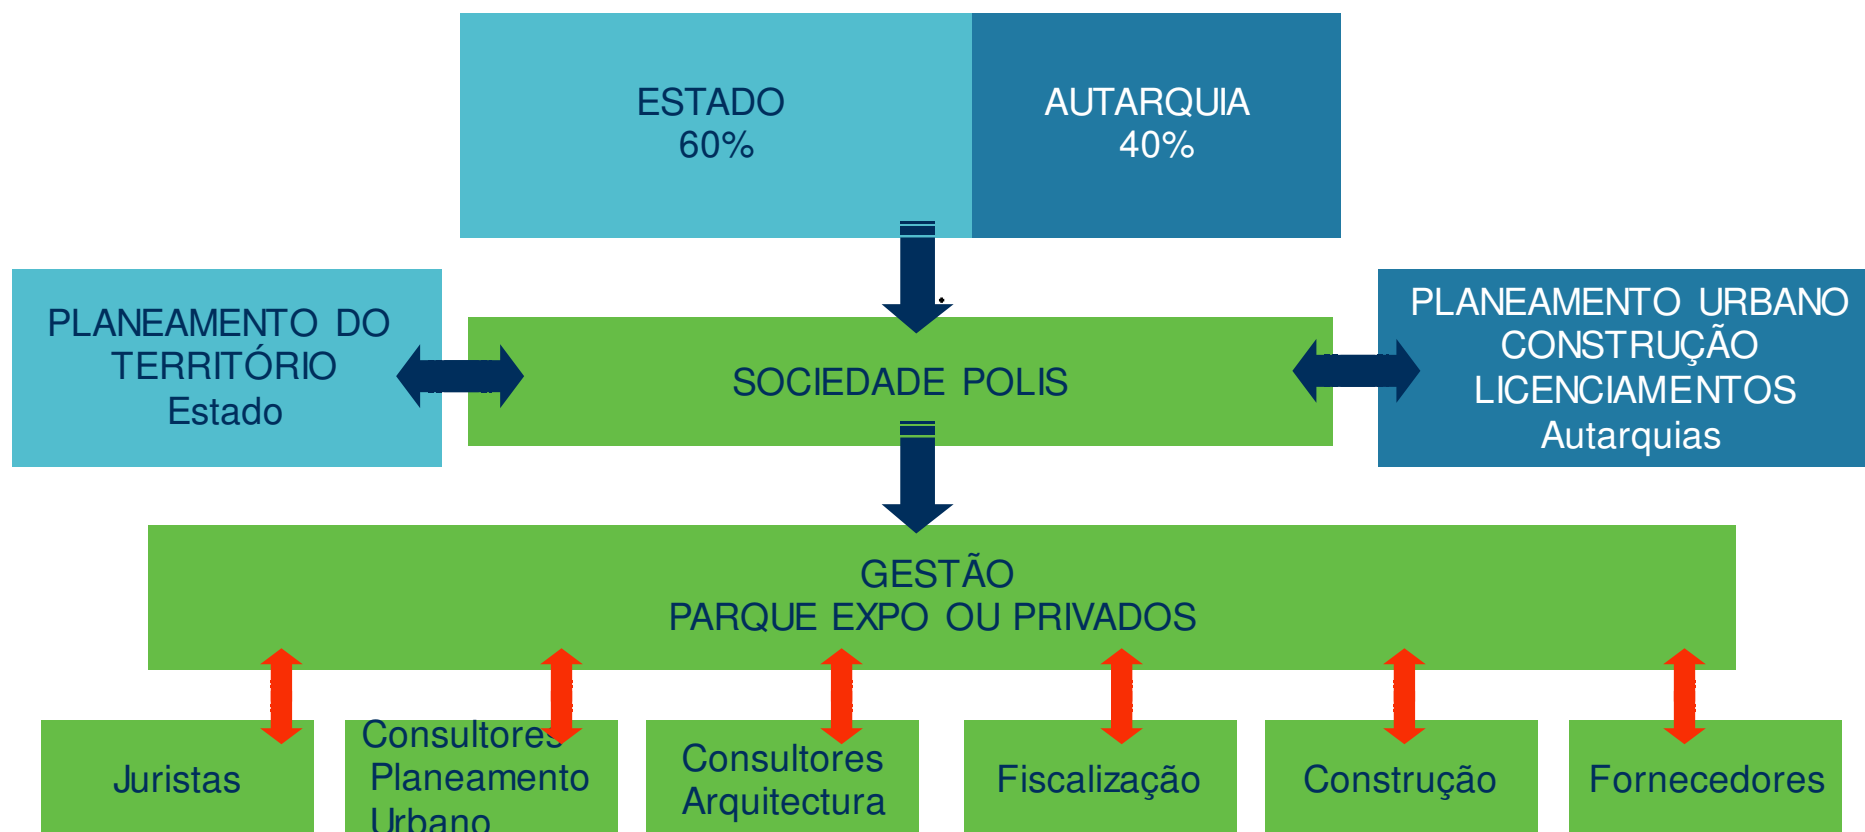 ESTADO
60%
AUTARQUIA
40%
PLANEAMENTO DO
TERRITÓRIO
Estado
SOCIEDADE POLIS
PLANEAMENTO URBANO
CONSTRUÇÃO
LICENCIAMENTOS
Autarquias
GESTÃO
PARQUE EXPO OU PRIVADOS
Juristas
Consultores
Planeamento
Urbano
Consultores
Arquitectura
Fiscalização
Construção
Fornecedores